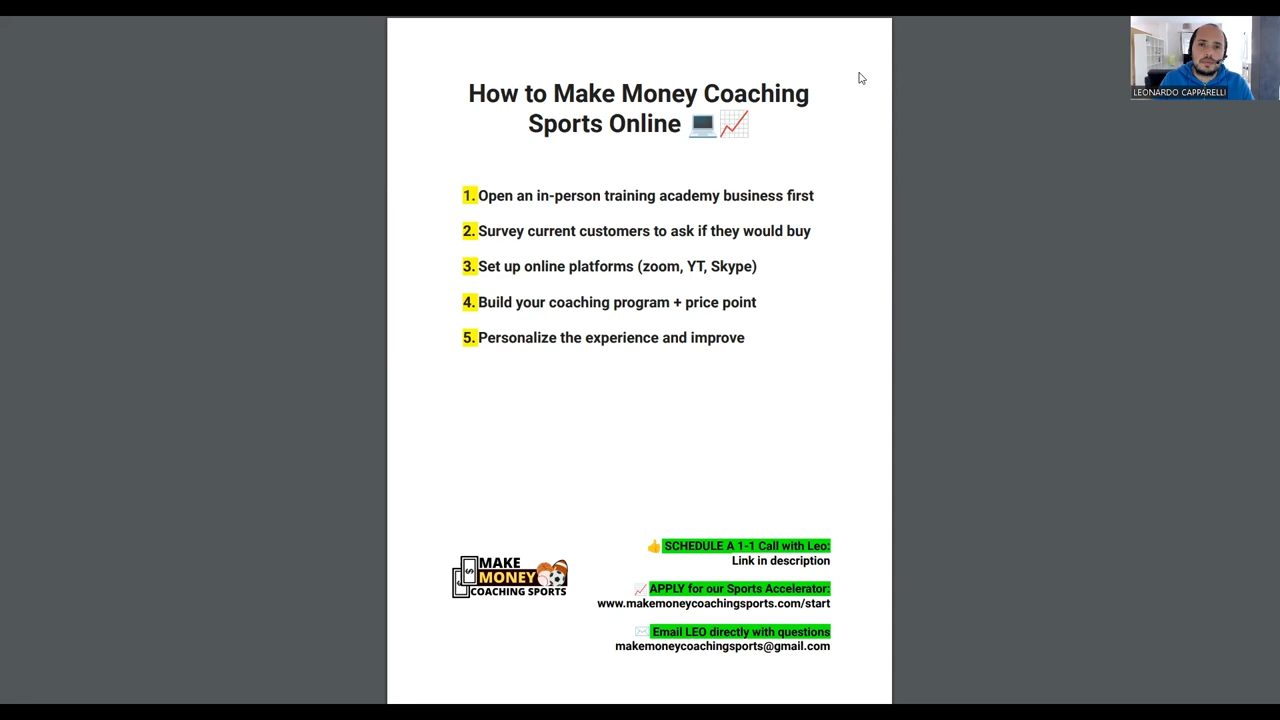 How to Make Money Coaching
Sports Online 💻📈
1. Open an in-person training academy business first
2. Survey current customers to ask if they would buy
3. Set up online platforms (zoom, YT, Skype)
4. Build your coaching program + price point
5. Personalize the experience and improve
MAKE
MONEY
COACHING SPORTS
👍 SCHEDULE A 1-1 Call with Leo:
Link in description
📈 APPLY for our Sports Accelerator:
www.makemoneycoachingsports.com/start
✉️ Email LEO directly with questions
makemoneycoachingsports@gmail.com
LEONARDO CAPPARELLI